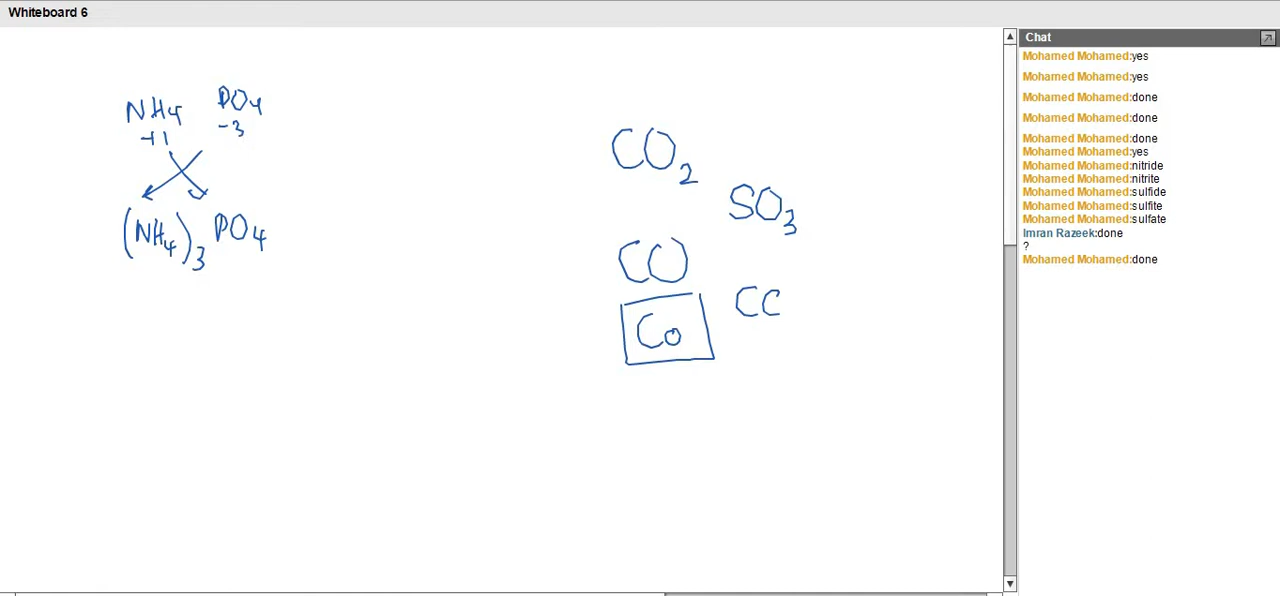 Whiteboard 6
NH4 PO4
+1 -3
(NH4)3 PO4
CO2
SO3
CO
CC
Co
Chat
Mohamed Mohamed:yes
Mohamed Mohamed:yes
Mohamed Mohamed:done
Mohamed Mohamed:done
Mohamed Mohamed:done
Mohamed Mohamed:yes
Mohamed Mohamed:nitride
Mohamed Mohamed:nitrite
Mohamed Mohamed:sulfide
Mohamed Mohamed:sulfite
Mohamed Mohamed:sulfate
Imran Razeek:done
?
Mohamed Mohamed:done